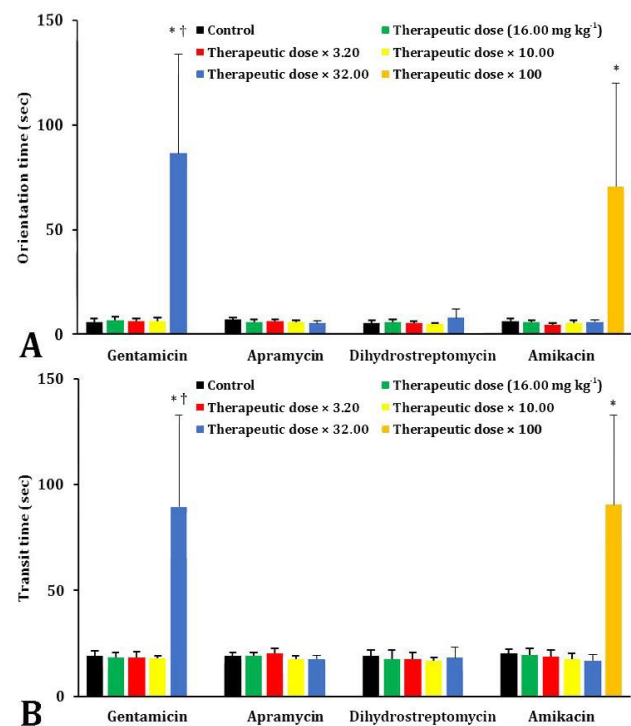 150
* †
Control
Therapeutic dose (16.00 mg kg⁻¹)
Therapeutic dose × 3.20
Therapeutic dose × 10.00
Therapeutic dose × 32.00
Therapeutic dose × 100
*
100
50
0
Orientation time (sec)
A
Gentamicin
Apramycin
Dihydrostreptomycin
Amikacin
150
Control
Therapeutic dose (16.00 mg kg⁻¹)
* †
Therapeutic dose × 3.20
Therapeutic dose × 10.00
*
Therapeutic dose × 32.00
Therapeutic dose × 100
100
50
0
Transit time (sec)
B
Gentamicin
Apramycin
Dihydrostreptomycin
Amikacin